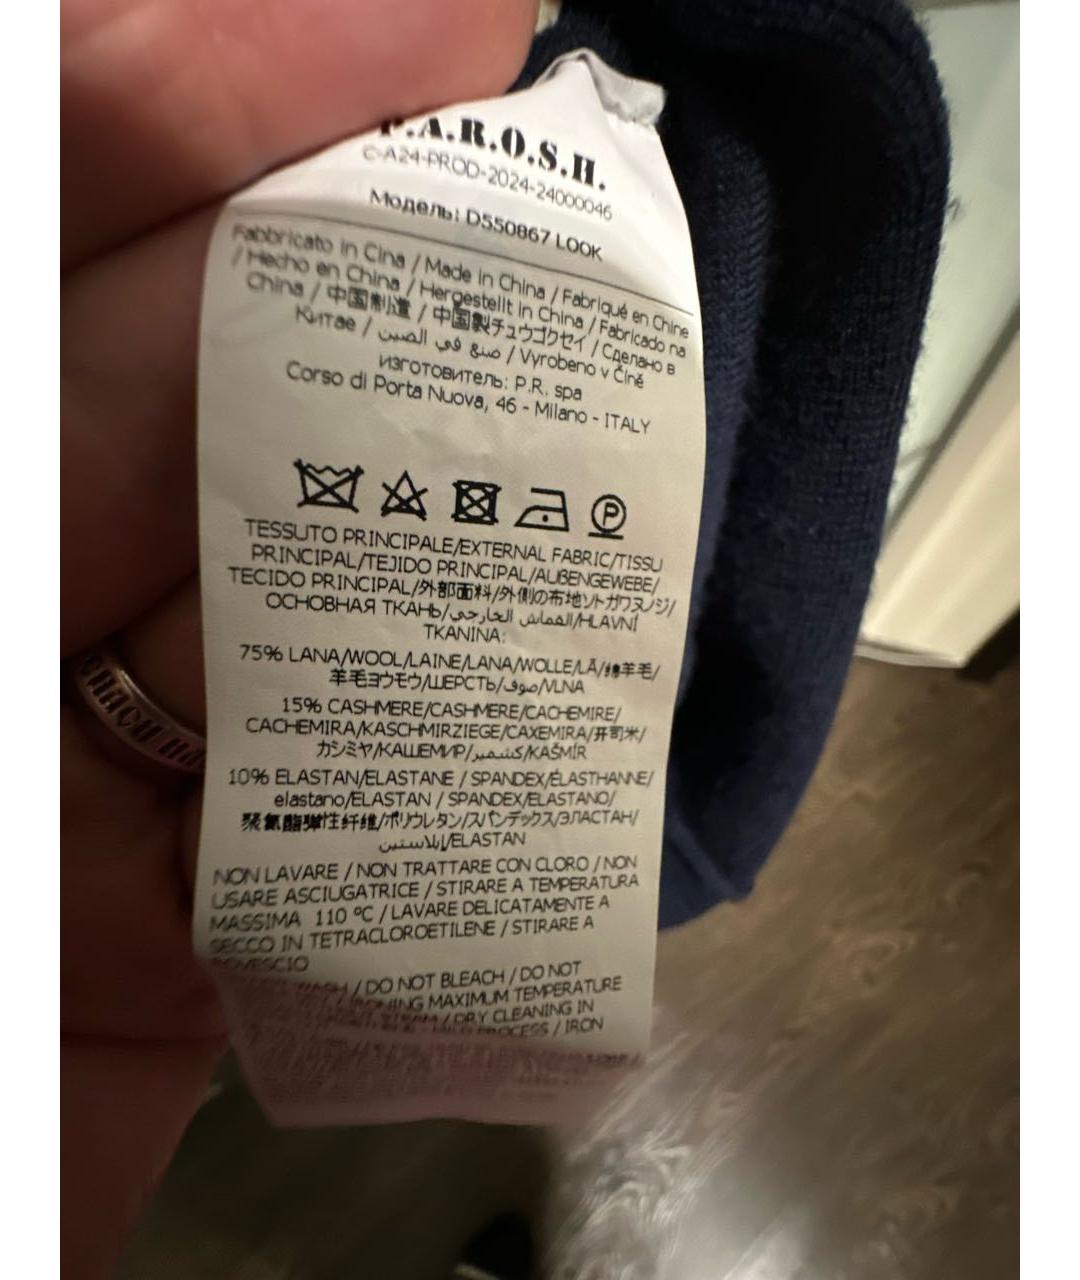 P.A.R.O.S.H.
C-A24-PROD-2024-24000046
Модель: D550867 LOOK
Fabbricato in Cina / Made in China / Fabriqué en Chine
/ Hecho en China / Hergestellt in China / Fabricado na
China / 中国制造 / 中国製チュウゴクセイ / Сделано в
Китае / صنع في الصين / Vyrobeno v Číně
изготовитель: P.R. spa
Corso di Porta Nuova, 46 - Milano - ITALY
P
TESSUTO PRINCIPALE/EXTERNAL FABRIC/TISSU
PRINCIPAL/TEJIDO PRINCIPAL/AUßENGEWEBE/
TECIDO PRINCIPAL/外部面料/外側の布地ソトガワヌノジ/
ОСНОВНАЯ ТКАНЬ/القماش الخارجي/HLAVNÍ
TKANINA:
75% LANA/WOOL/LAINE/LANA/WOLLE/LÃ/绵羊毛/
羊毛ヨウモウ/ШЕРСТЬ/صوف/VLNA
15% CASHMERE/CASHMERE/CACHEMIRE/
CACHEMIRA/KASCHMIRZIEGE/CAXEMIRA/开司米/
カシミヤ/КАШЕМИР/كشمير/KAŠMÍR
10% ELASTAN/ELASTANE / SPANDEX/ÉLASTHANNE/
elastano/ELASTAN / SPANDEX/ELASTANO/
聚氨酯弹性纤维/ポリウレタン/スパンデックス/ЭЛАСТАН/
إيلاستين/ELASTAN
NON LAVARE / NON TRATTARE CON CLORO / NON
USARE ASCIUGATRICE / STIRARE A TEMPERATURA
MASSIMA 110 °C / LAVARE DELICATAMENTE A
SECCO IN TETRACLOROETILENE / STIRARE A
ROVESCIO
WASH / DO NOT BLEACH / DO NOT
IRONING MAXIMUM TEMPERATURE
STEAM / DRY CLEANING IN
MILD PROCESS / IRON